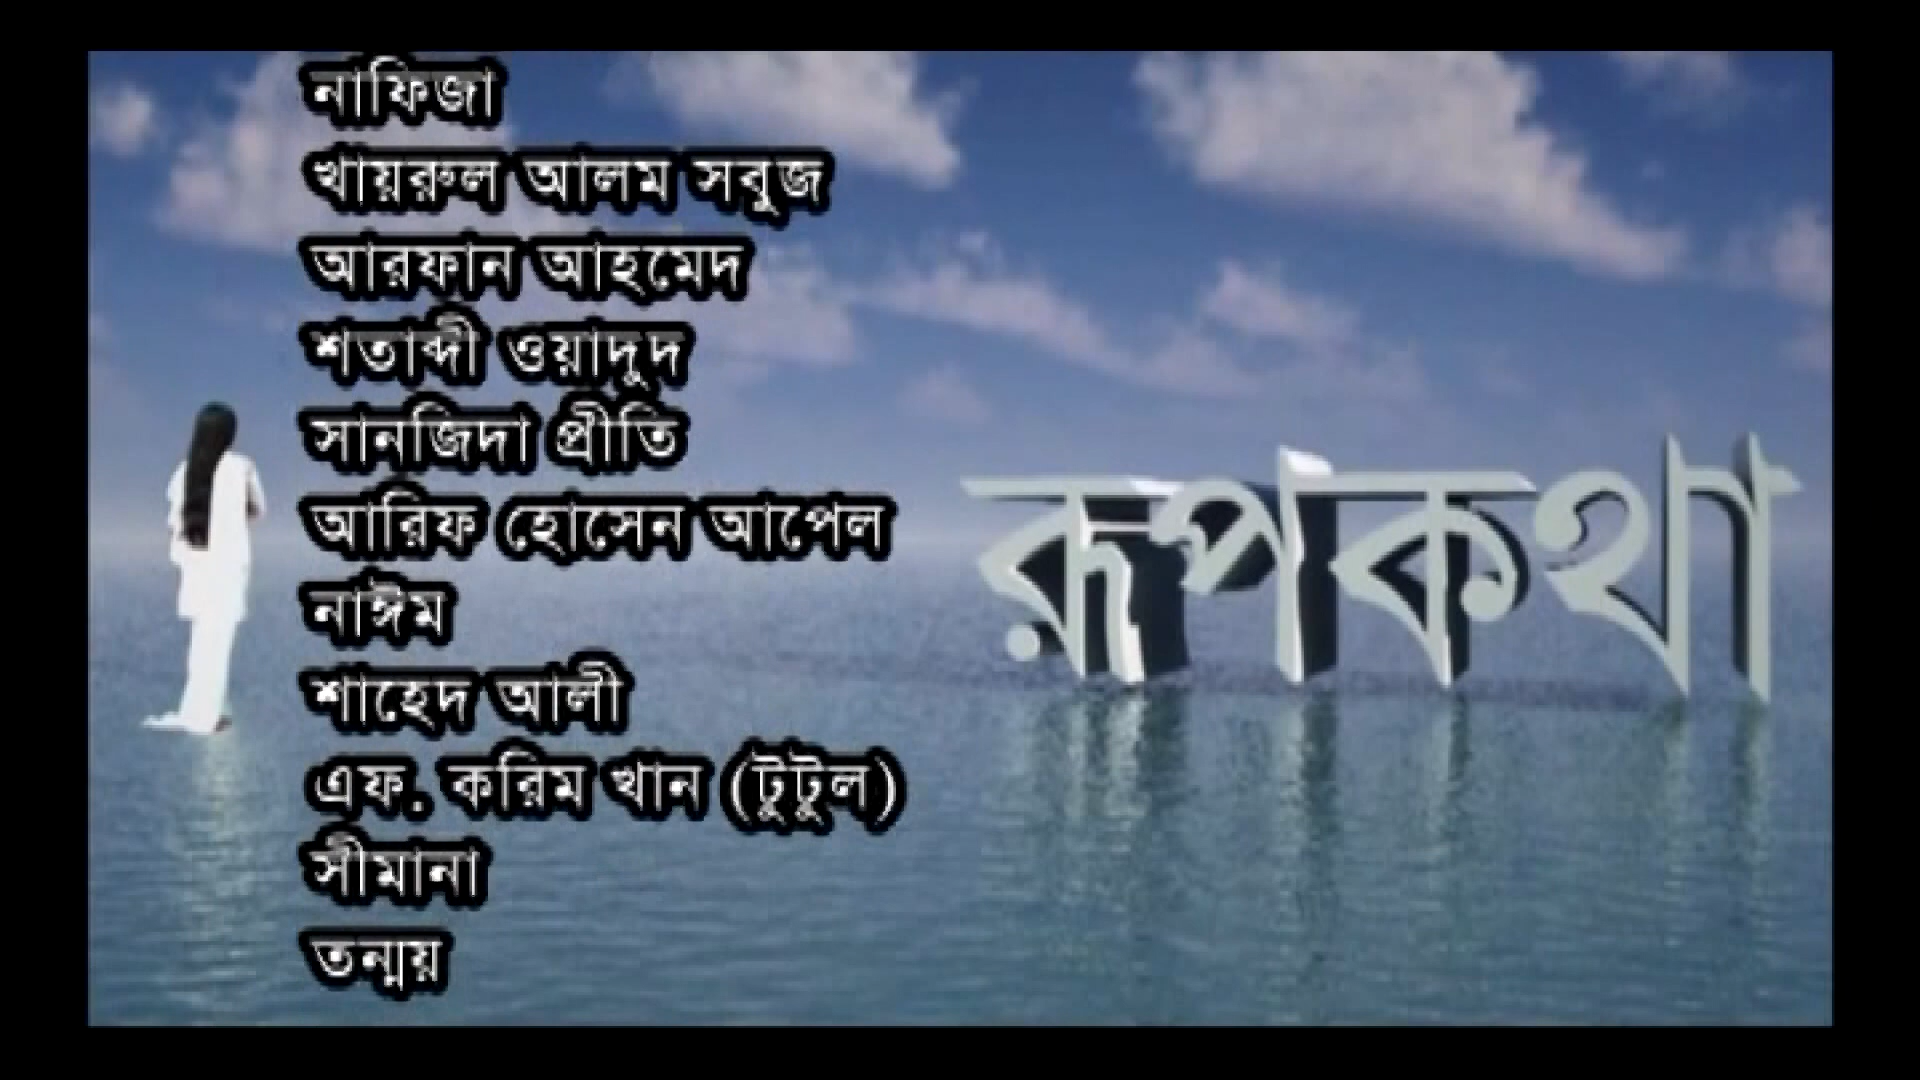 নাফিজা
খায়রুল আলম সবুজ
আরফান আহমেদ
শতাব্দী ওয়াদুদ
সানজিদা প্রীতি
আরিফ হোসেন আপেল
নাঈম
শাহেদ আলী
এফ. করিম খান (টুটুল)
সীমানা
তন্ময়
রূপকথা